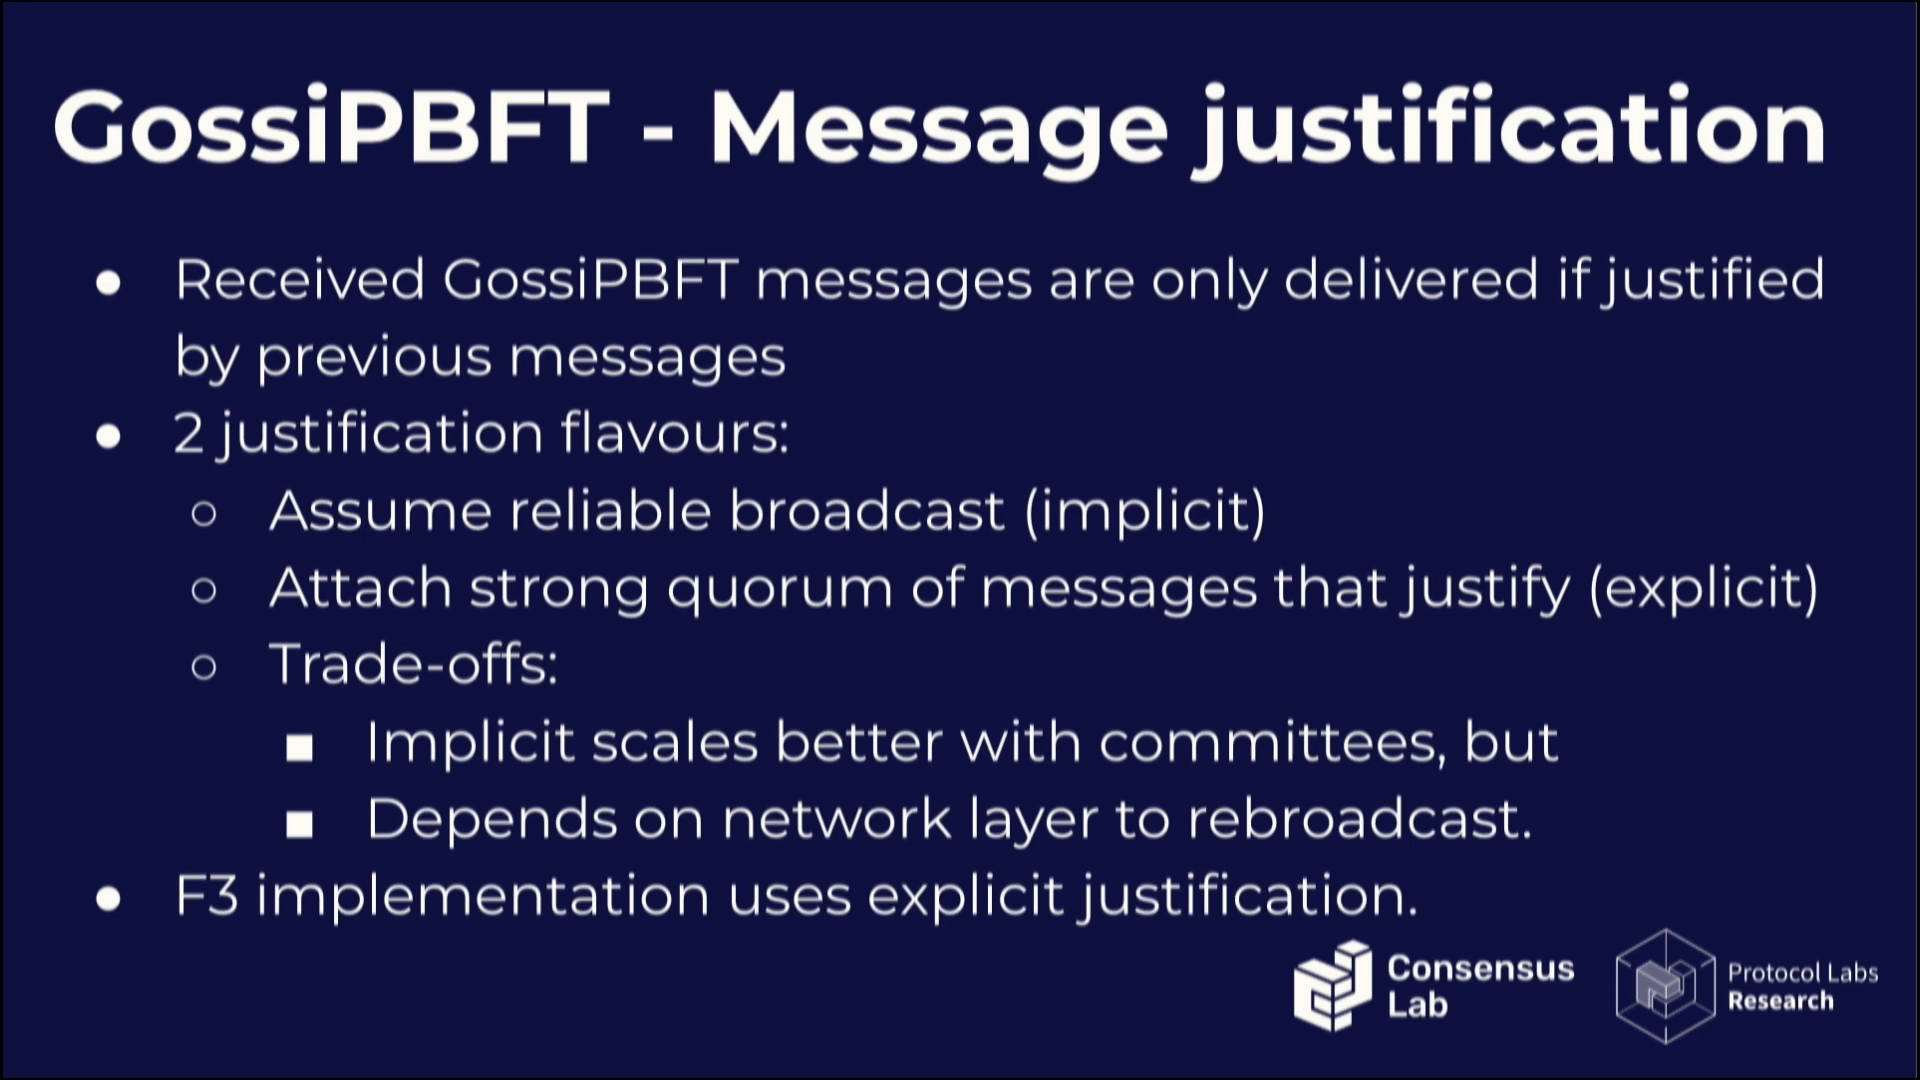 GossiPBFT - Message justification
● Received GossiPBFT messages are only delivered if justified
by previous messages
● 2 justification flavours:
○ Assume reliable broadcast (implicit)
○ Attach strong quorum of messages that justify (explicit)
○ Trade-offs:
■ Implicit scales better with committees, but
■ Depends on network layer to rebroadcast.
● F3 implementation uses explicit justification.
Consensus
Lab
Protocol Labs
Research